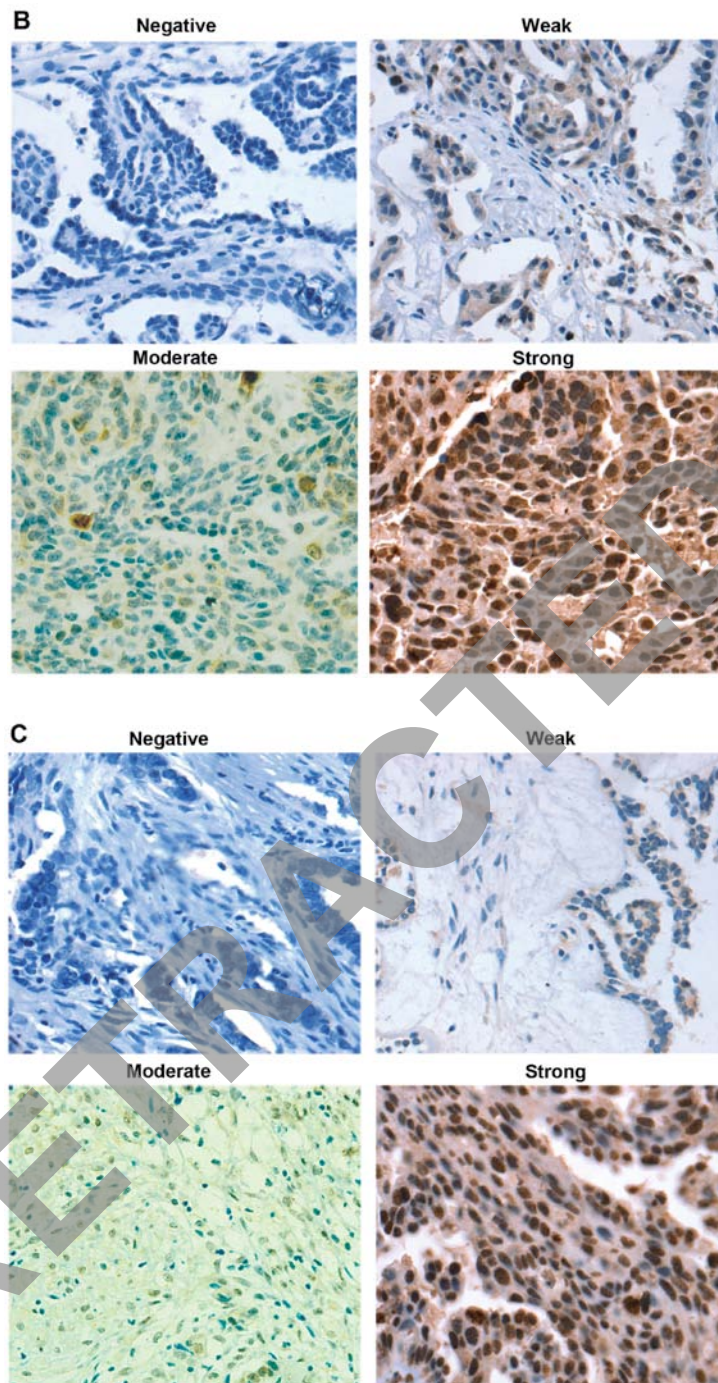 B
Negative Weak
Moderate Strong
C
Negative Weak
Moderate Strong
RETRACTED